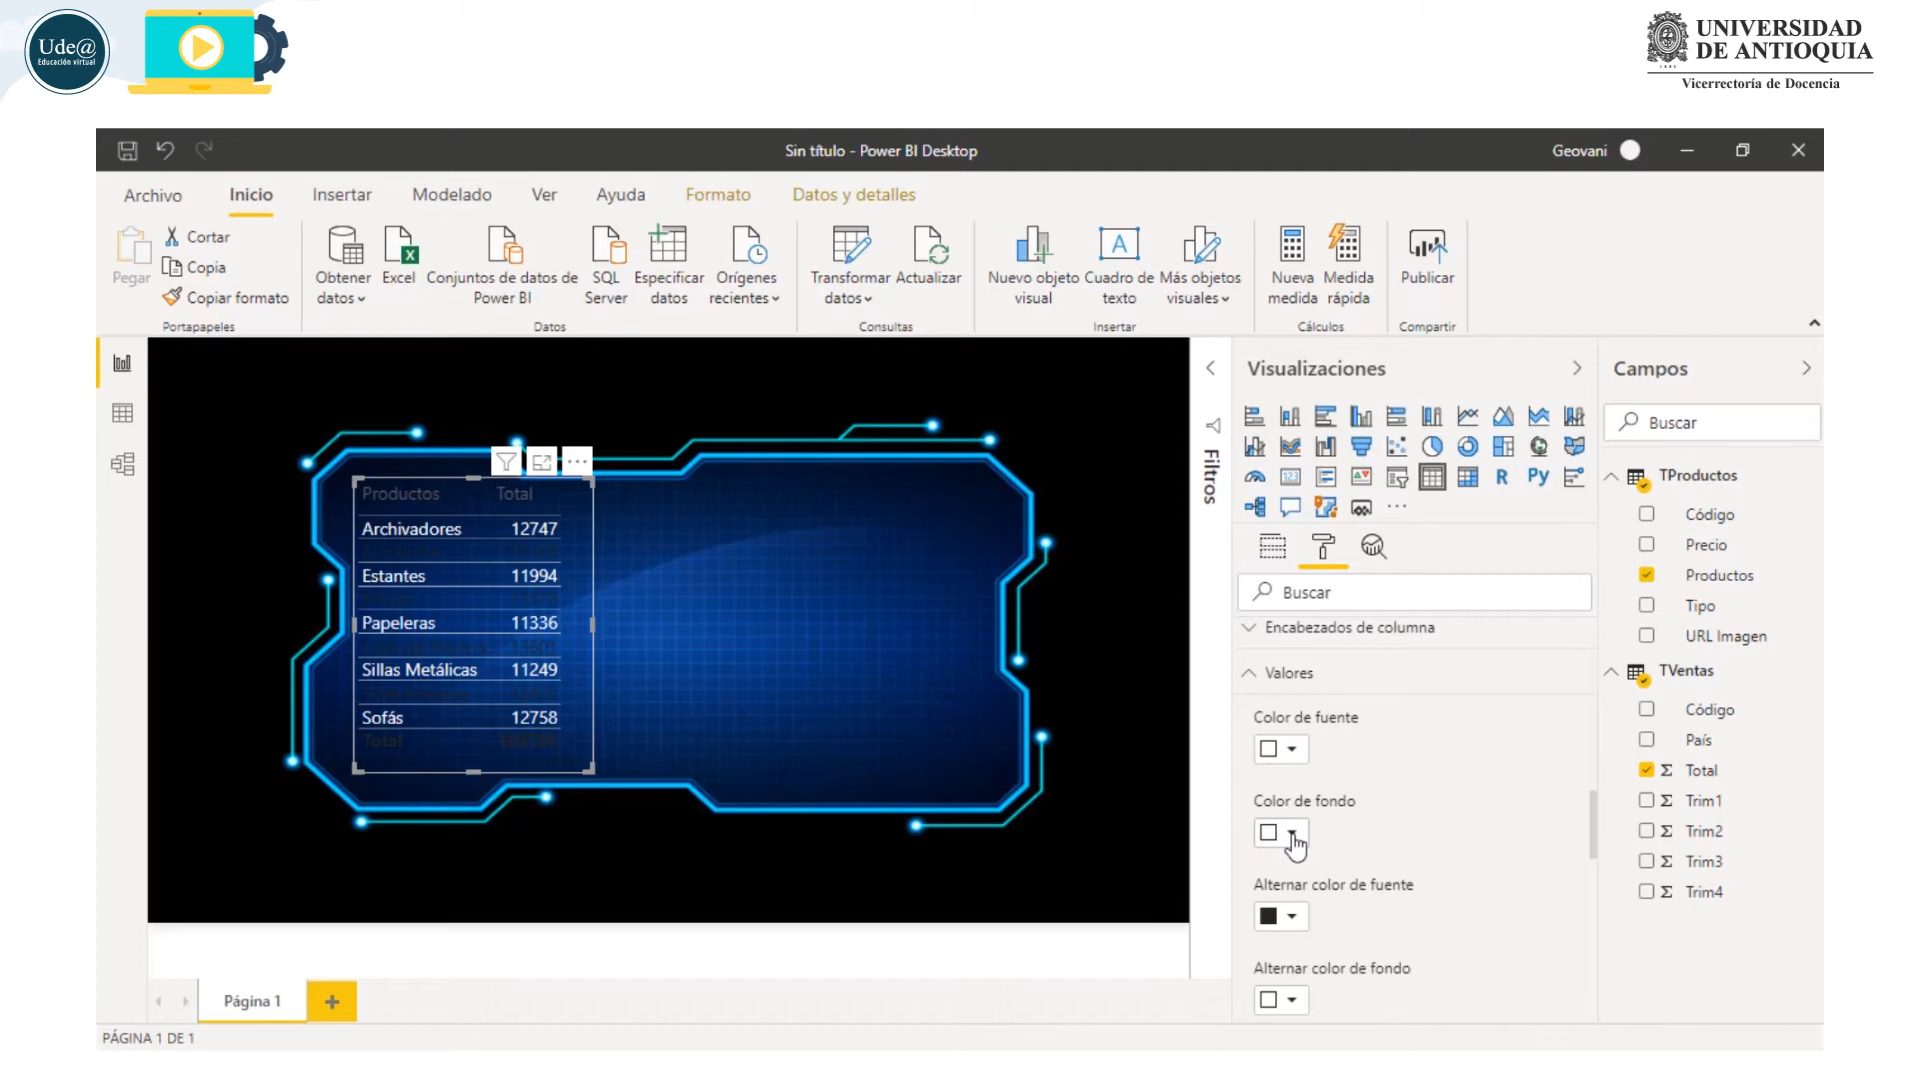 Ude@
Educación virtual
UNIVERSIDAD
DE ANTIOQUIA
1803
Vicerrectoría de Docencia
Sin título - Power BI Desktop
Geovani
Archivo
Inicio
Insertar
Modelado
Ver
Ayuda
Formato
Datos y detalles
Pegar
Cortar
Copia
Copiar formato
Portapapeles
Obtener
datos
Excel
Conjuntos de datos de
Power BI
SQL
Server
Especificar
datos
Orígenes
recientes
Datos
Transformar
datos
Actualizar
Consultas
Nuevo objeto
visual
A
Cuadro de
texto
Más objetos
visuales
Insertar
Nueva
medida
Medida
rápida
Cálculos
Publicar
Compartir
Productos Total
Archivadores 12747
Estantes 11994
Papeleras 11336
Sillas Metálicas 11249
Sofás 12758
Total
Filtros
Visualizaciones
123
R
Py
Buscar
Encabezados de columna
Valores
Color de fuente
Color de fondo
Alternar color de fuente
Alternar color de fondo
Campos
Buscar
TProductos
Código
Precio
Productos
Tipo
URL Imagen
TVentas
Código
País
Σ Total
Σ Trim1
Σ Trim2
Σ Trim3
Σ Trim4
Página 1
+
PÁGINA 1 DE 1